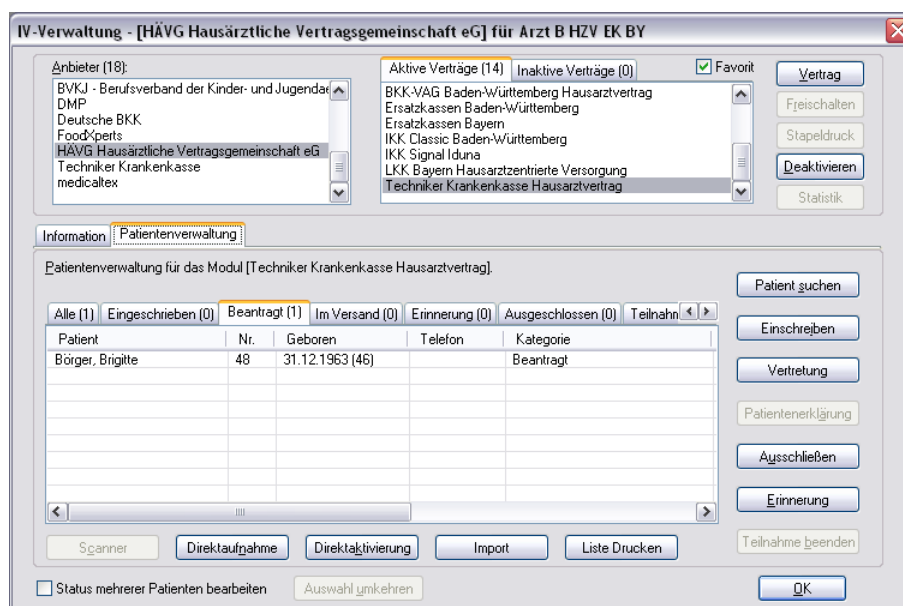 IV-Verwaltung - [HÄVG Hausärztliche Vertragsgemeinschaft eG] für Arzt B HZV EK BY
Anbieter (18):
BVKJ - Berufsverband der Kinder- und Jugendae
DMP
Deutsche BKK
FoodXperts
HÄVG Hausärztliche Vertragsgemeinschaft eG
Techniker Krankenkasse
medicaltex
Aktive Verträge (14) Inaktive Verträge (0) Favorit
BKK-VAG Baden-Württemberg Hausarztvertrag
Ersatzkassen Baden-Württemberg
Ersatzkassen Bayern
IKK Classic Baden-Württemberg
IKK Signal Iduna
LKK Bayern Hausarztzentrierte Versorgung
Techniker Krankenkasse Hausarztvertrag
Vertrag
Freischalten
Stapeldruck
Deaktivieren
Statistik
Information Patientenverwaltung
Patientenverwaltung für das Modul [Techniker Krankenkasse Hausarztvertrag].
Alle (1) Eingeschrieben (0) Beantragt (1) Im Versand (0) Erinnerung (0) Ausgeschlossen (0) Teilnahm
Patient Nr. Geboren Telefon Kategorie
Börger, Brigitte 48 31.12.1963 (46) Beantragt
Patient suchen
Einschreiben
Vertretung
Patientenerklärung
Ausschließen
Erinnerung
Teilnahme beenden
Scanner Direktaufnahme Direktaktivierung Import Liste Drucken
Status mehrerer Patienten bearbeiten Auswahl umkehren OK